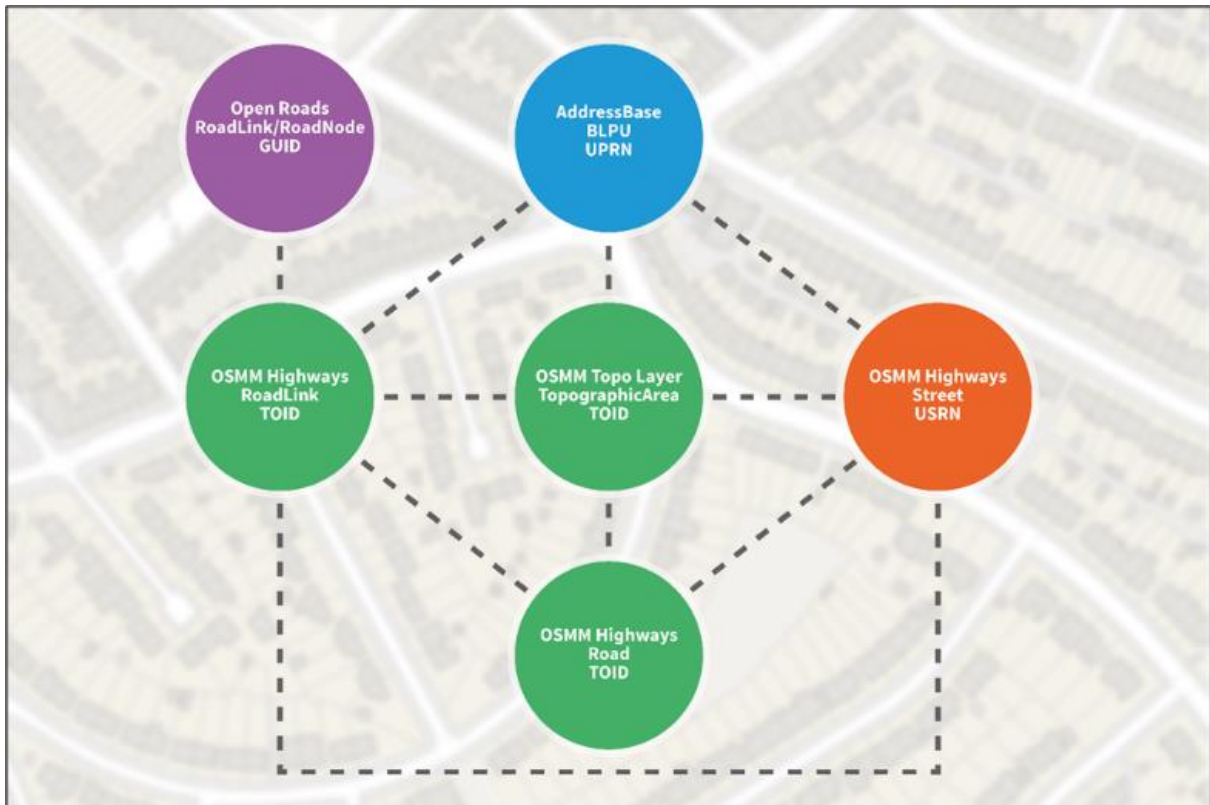 Open Roads
RoadLink/RoadNode
GUID
AddressBase
BLPU
UPRN
OSMM Highways
RoadLink
TOID
OSMM Topo Layer
TopographicArea
TOID
OSMM Highways
Street
USRN
OSMM Highways
Road
TOID